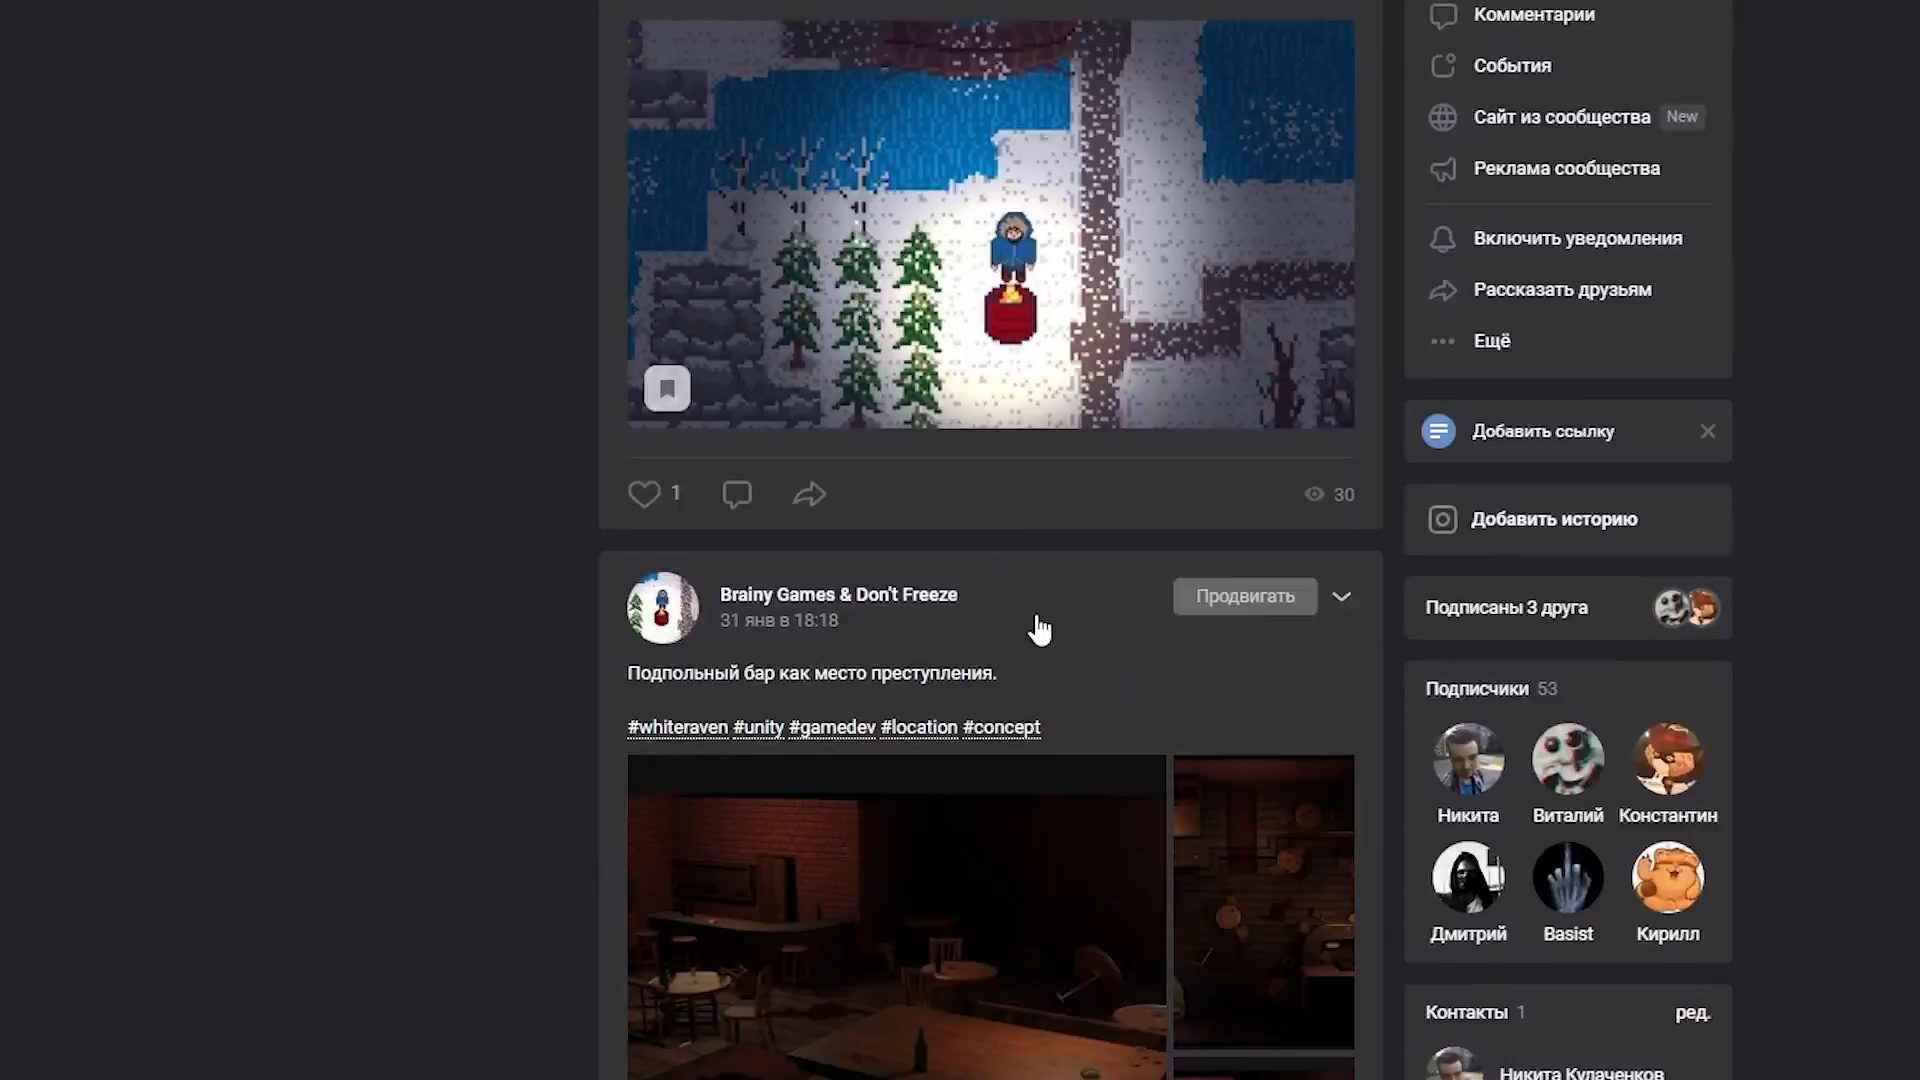 Комментарии
События
Сайт из сообщества New
Реклама сообщества
Включить уведомления
Рассказать друзьям
Ещё
Добавить ссылку
1
30
Добавить историю
Brainy Games & Don't Freeze
31 янв в 18:18
Продвигать
Подпольный бар как место преступления.
#whiteraven #unity #gamedev #location #concept
Подписаны 3 друга
Подписчики 53
Никита Виталий Константин
Дмитрий Basist Кирилл
Контакты 1 ред.
Никита Кулаченков